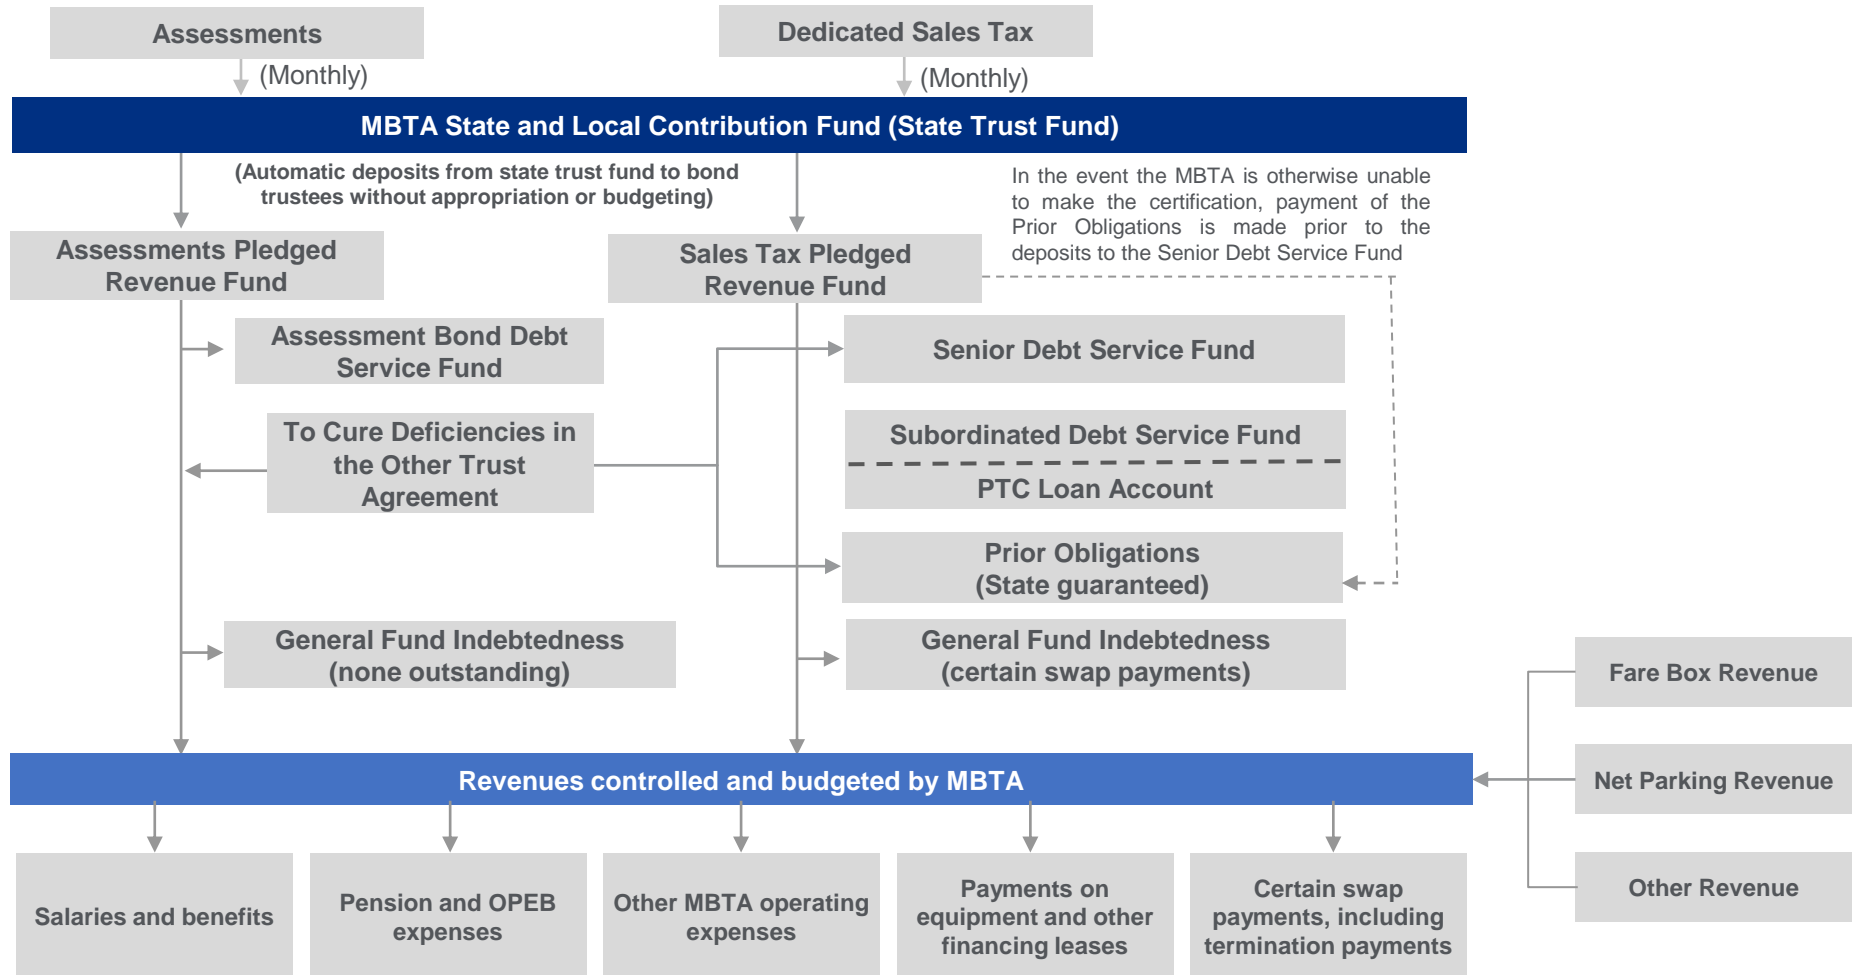 Assessments
Dedicated Sales Tax
(Monthly)
(Monthly)
MBTA State and Local Contribution Fund (State Trust Fund)
(Automatic deposits from state trust fund to bond
trustees without appropriation or budgeting)
In the event the MBTA is otherwise unable
to make the certification, payment of the
Prior Obligations is made prior to the
deposits to the Senior Debt Service Fund
Assessments Pledged
Revenue Fund
Sales Tax Pledged
Revenue Fund
Assessment Bond Debt
Service Fund
Senior Debt Service Fund
To Cure Deficiencies in
the Other Trust
Agreement
Subordinated Debt Service Fund
PTC Loan Account
Prior Obligations
(State guaranteed)
General Fund Indebtedness
(none outstanding)
General Fund Indebtedness
(certain swap payments)
Fare Box Revenue
Revenues controlled and budgeted by MBTA
Net Parking Revenue
Other Revenue
Salaries and benefits
Pension and OPEB
expenses
Other MBTA operating
expenses
Payments on
equipment and other
financing leases
Certain swap
payments, including
termination payments